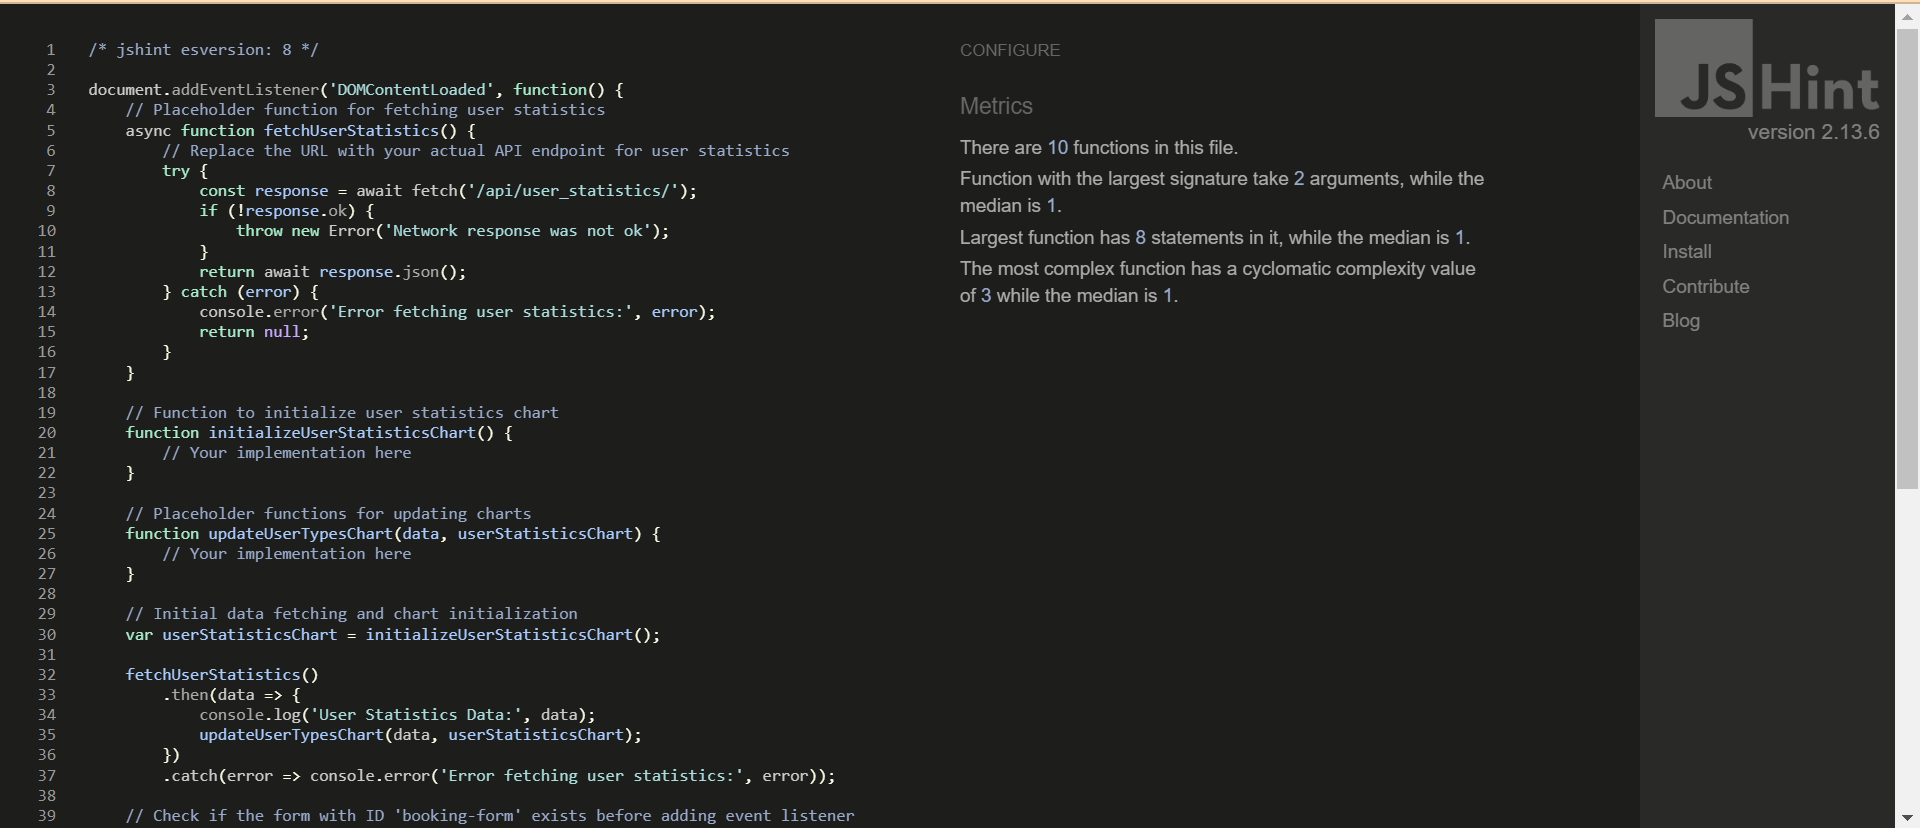 1 /* jshint esversion: 8 */
2
3 document.addEventListener('DOMContentLoaded', function() {
4     // Placeholder function for fetching user statistics
5     async function fetchUserStatistics() {
6         // Replace the URL with your actual API endpoint for user statistics
7         try {
8             const response = await fetch('/api/user_statistics/');
9             if (!response.ok) {
10                 throw new Error('Network response was not ok');
11             }
12             return await response.json();
13         } catch (error) {
14             console.error('Error fetching user statistics:', error);
15             return null;
16         }
17     }
18
19     // Function to initialize user statistics chart
20     function initializeUserStatisticsChart() {
21         // Your implementation here
22     }
23
24     // Placeholder functions for updating charts
25     function updateUserTypesChart(data, userStatisticsChart) {
26         // Your implementation here
27     }
28
29     // Initial data fetching and chart initialization
30     var userStatisticsChart = initializeUserStatisticsChart();
31
32     fetchUserStatistics()
33         .then(data => {
34             console.log('User Statistics Data:', data);
35             updateUserTypesChart(data, userStatisticsChart);
36         })
37         .catch(error => console.error('Error fetching user statistics:', error));
38
39     // Check if the form with ID 'booking-form' exists before adding event listener
CONFIGURE
Metrics
There are 10 functions in this file.
Function with the largest signature take 2 arguments, while the
median is 1.
Largest function has 8 statements in it, while the median is 1.
The most complex function has a cyclomatic complexity value
of 3 while the median is 1.
JSHint
version 2.13.6
About
Documentation
Install
Contribute
Blog